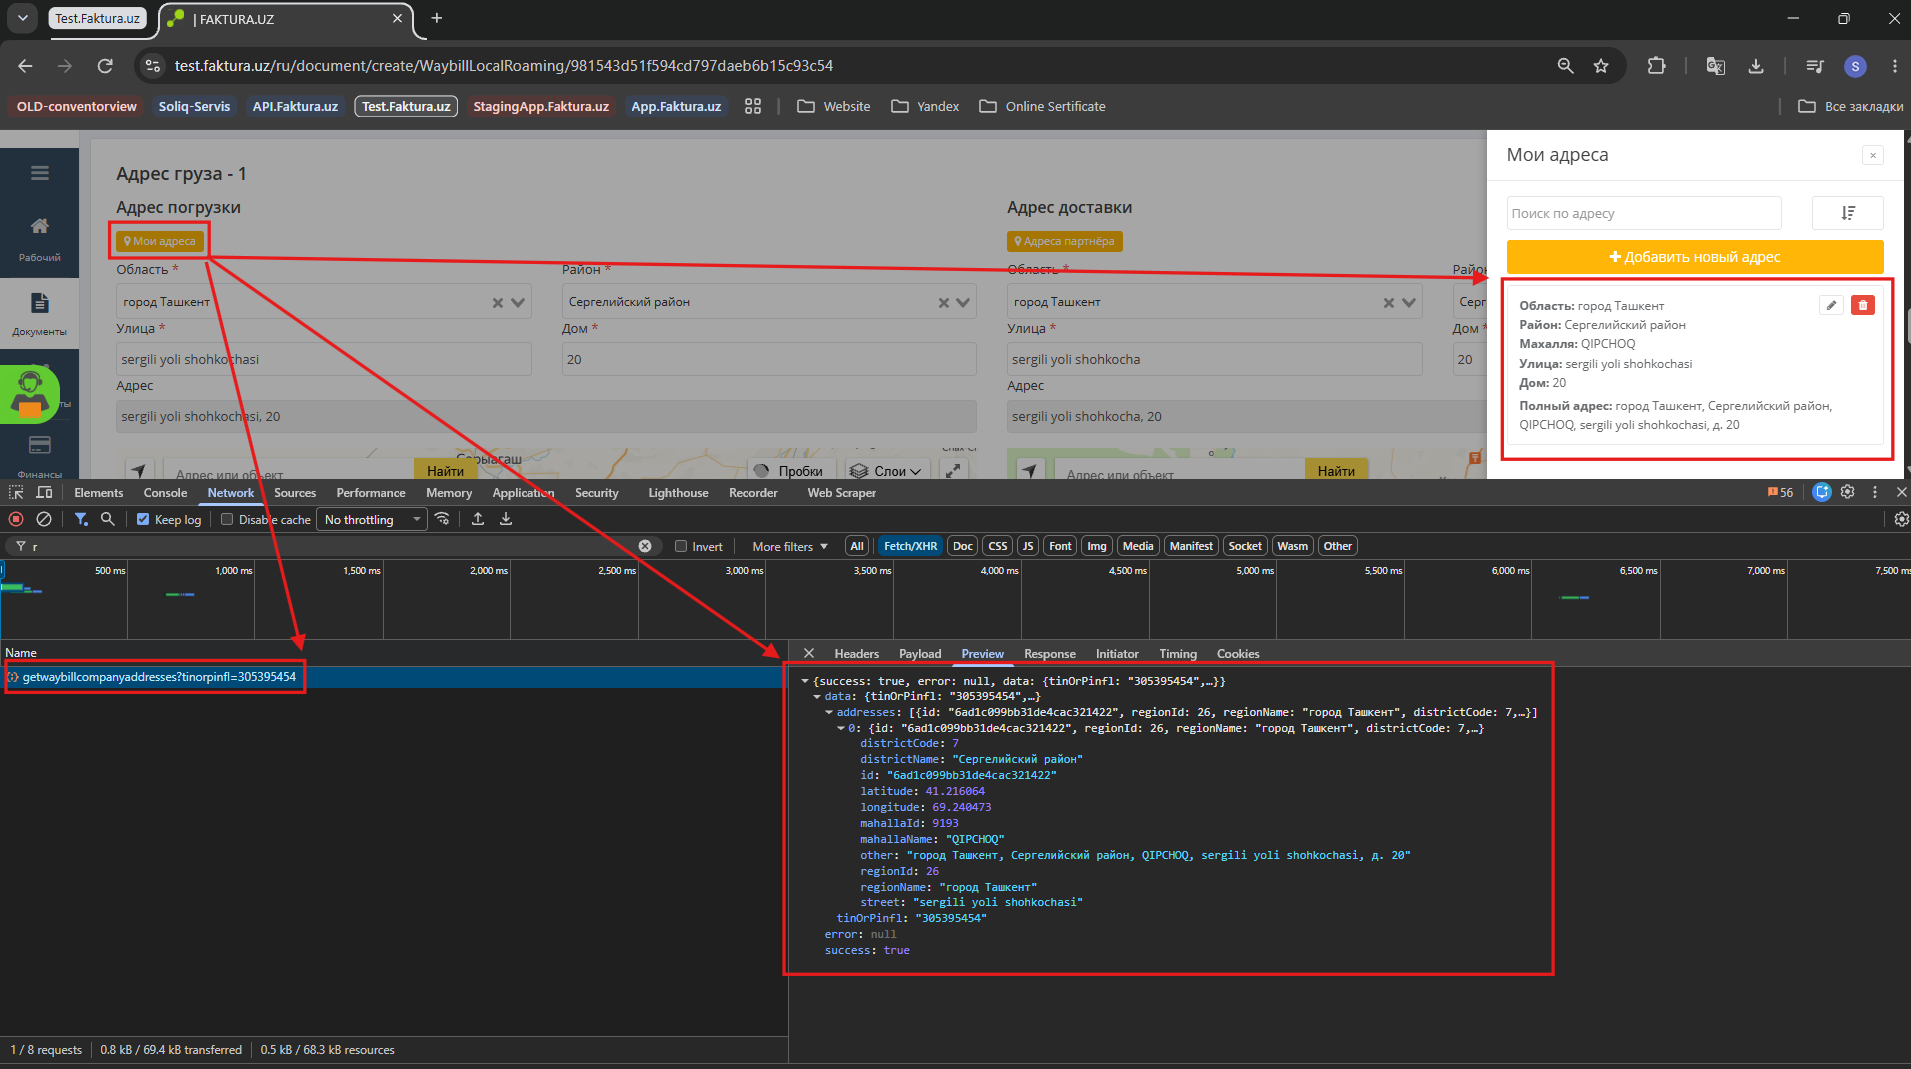 Test.Faktura.uz
| FAKTURA.UZ
test.faktura.uz/ru/document/create/WaybillLocalRoaming/981543d51f594cd797daeb6b15c93c54
S
OLD-conventorview
Soliq-Servis
API.Faktura.uz
Test.Faktura.uz
StagingApp.Faktura.uz
App.Faktura.uz
Website
Yandex
Online Sertificate
Все закладки
Рабочий
Документы
Финансы
Адрес груза - 1
Адрес погрузки
Мои адреса
Область *
Район *
город Ташкент
Сергелийский район
Улица *
Дом *
sergili yoli shohkochasi
20
Адрес
sergili yoli shohkochasi, 20
Адрес или объект
Найти
Сорыагаш
Пробки
Слои
Адрес доставки
Адреса партнёра
Область *
город Ташкент
Улица *
Дом *
sergili yoli shohkocha
20
Адрес
sergili yoli shohkocha, 20
Адрес или объект
Найти
Мои адреса
Поиск по адресу
Добавить новый адрес
Область: город Ташкент
Район: Сергелийский район
Махалля: QIPCHOQ
Улица: sergili yoli shohkochasi
Дом: 20
Полный адрес: город Ташкент, Сергелийский район,
QIPCHOQ, sergili yoli shohkochasi, д. 20
Elements
Console
Network
Sources
Performance
Memory
Application
Security
Lighthouse
Recorder
Web Scraper
56
Keep log
Disable cache
No throttling
r
Invert
More filters
All
Fetch/XHR
Doc
CSS
JS
Font
Img
Media
Manifest
Socket
Wasm
Other
500 ms
1,000 ms
1,500 ms
2,000 ms
2,500 ms
3,000 ms
3,500 ms
4,000 ms
4,500 ms
5,000 ms
5,500 ms
6,000 ms
6,500 ms
7,000 ms
7,500 ms
Name
getwaybillcompanyaddresses?tinorpinfl=305395454
Headers
Payload
Preview
Response
Initiator
Timing
Cookies
{success: true, error: null, data: {tinOrPinfl: "305395454",…}}
data: {tinOrPinfl: "305395454",…}
addresses: [{id: "6ad1c099bb31de4cac321422", regionId: 26, regionName: "город Ташкент", districtCode: 7,…}]
0: {id: "6ad1c099bb31de4cac321422", regionId: 26, regionName: "город Ташкент", districtCode: 7,…}
districtCode: 7
districtName: "Сергелийский район"
id: "6ad1c099bb31de4cac321422"
latitude: 41.216064
longitude: 69.240473
mahallaId: 9193
mahallaName: "QIPCHOQ"
other: "город Ташкент, Сергелийский район, QIPCHOQ, sergili yoli shohkochasi, д. 20"
regionId: 26
regionName: "город Ташкент"
street: "sergili yoli shohkochasi"
tinOrPinfl: "305395454"
error: null
success: true
1 / 8 requests
0.8 kB / 69.4 kB transferred
0.5 kB / 68.3 kB resources